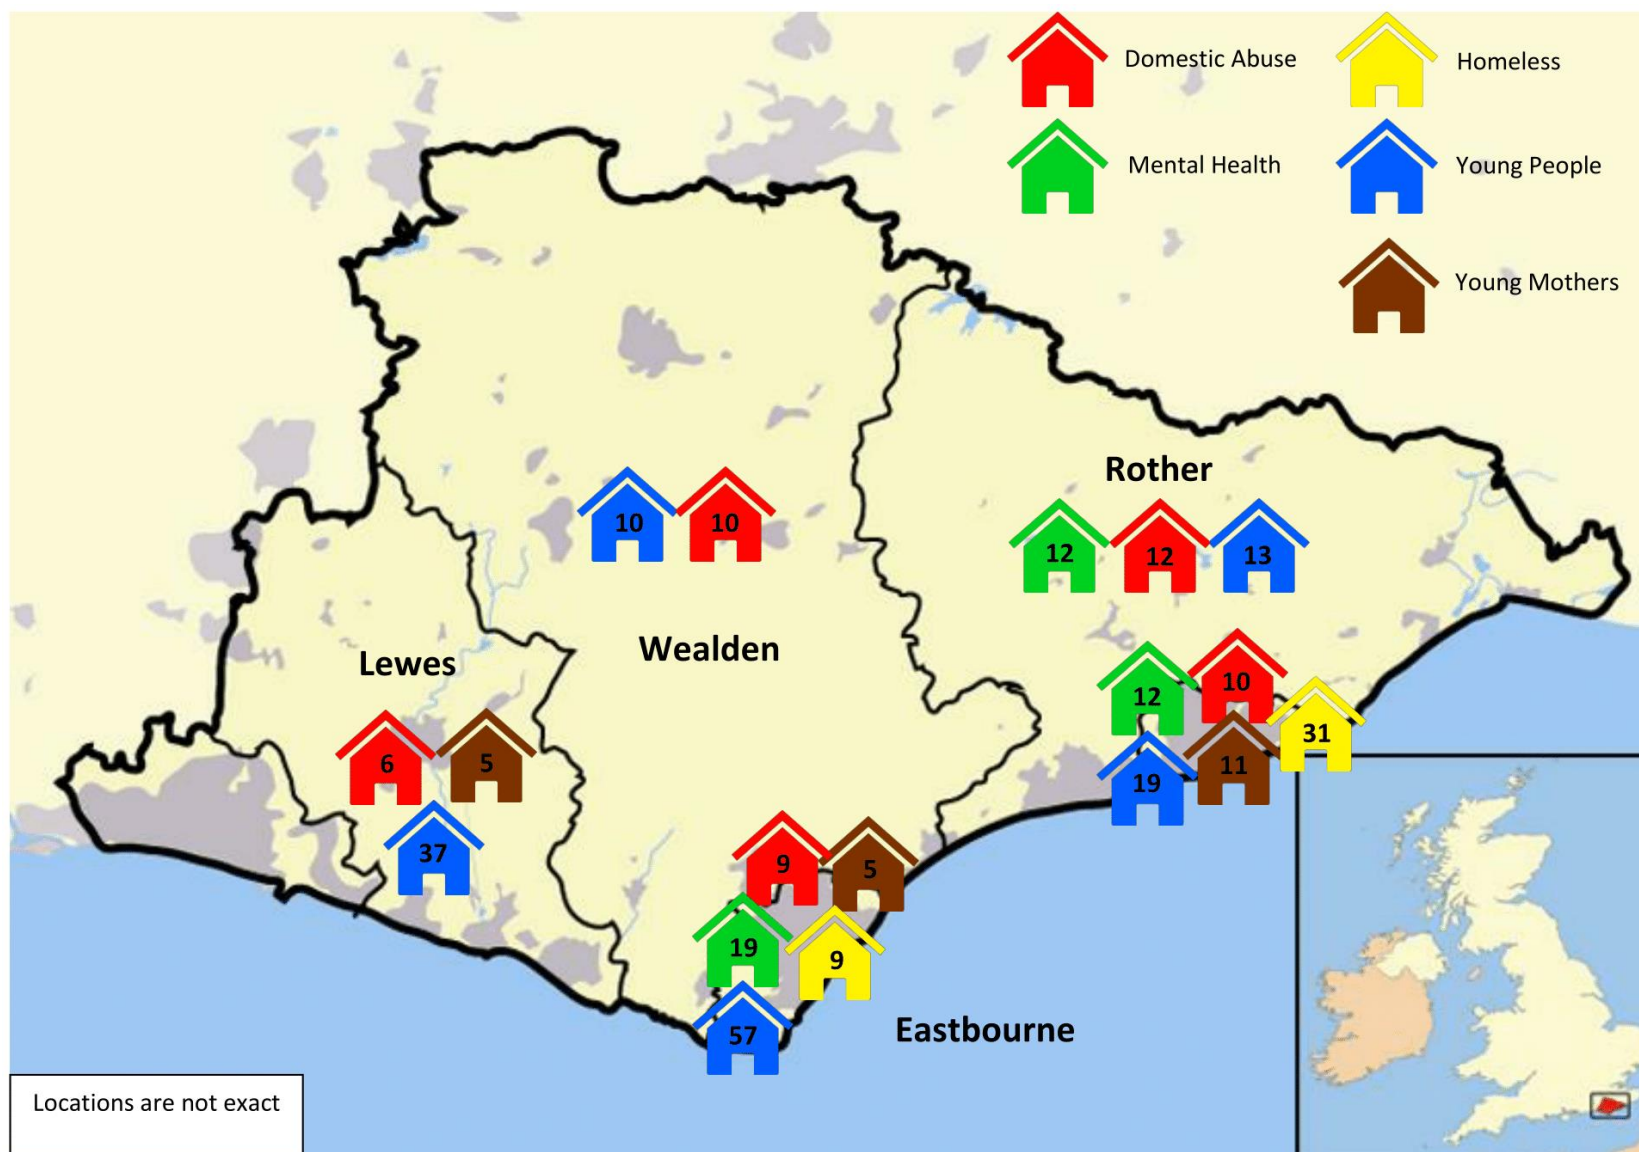 Domestic Abuse
Homeless
Mental Health
Young People
Young Mothers
Rother
10
10
12
12
13
Wealden
Lewes
12
10
31
6
5
19
11
37
9
5
19
9
57
Eastbourne
Locations are not exact